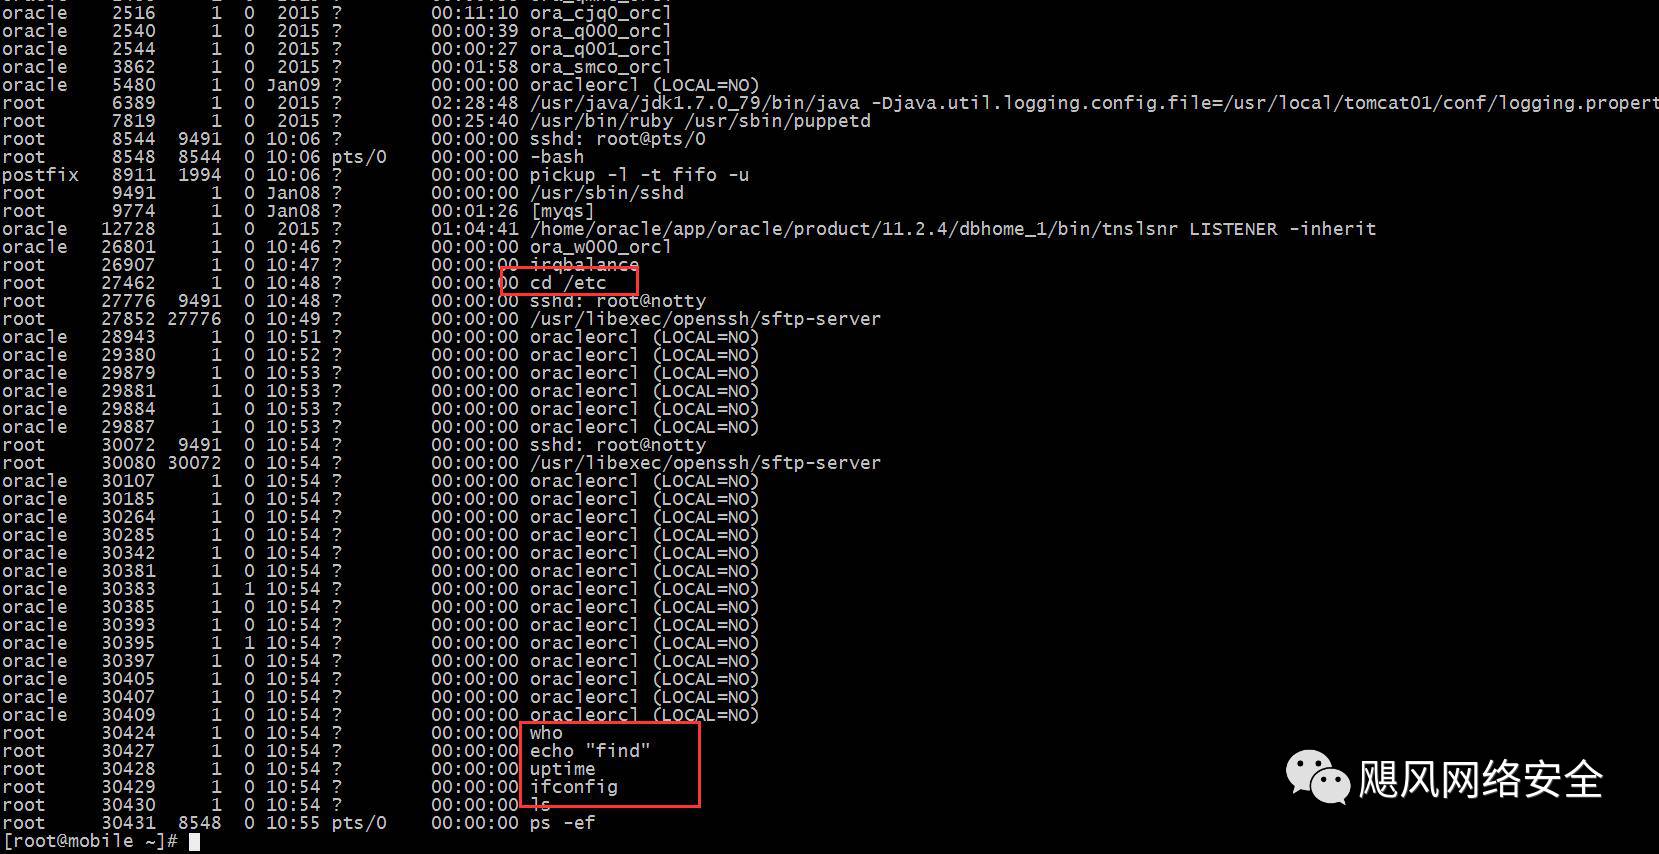 oracle 2516 1 0 2015 ? 00:11:10 ora_cjq0_orcl
oracle 2540 1 0 2015 ? 00:00:39 ora_q000_orcl
oracle 2544 1 0 2015 ? 00:00:27 ora_q001_orcl
oracle 3862 1 0 2015 ? 00:01:58 ora_smco_orcl
oracle 5480 1 0 Jan09 ? 00:00:00 oracleorcl (LOCAL=NO)
root 6389 1 0 2015 ? 02:28:48 /usr/java/jdk1.7.0_79/bin/java -Djava.util.logging.config.file=/usr/local/tomcat01/conf/logging.propert
root 7819 1 0 2015 ? 00:25:40 /usr/bin/ruby /usr/sbin/puppetd
root 8544 9491 0 10:06 ? 00:00:00 sshd: root@pts/0
root 8548 8544 0 10:06 pts/0 00:00:00 -bash
postfix 8911 1994 0 10:06 ? 00:00:00 pickup -l -t fifo -u
root 9491 1 0 Jan08 ? 00:00:00 /usr/sbin/sshd
root 9774 1 0 Jan08 ? 00:01:26 [myqs]
oracle 12728 1 0 2015 ? 01:04:41 /home/oracle/app/oracle/product/11.2.4/dbhome_1/bin/tnslsnr LISTENER -inherit
oracle 26801 1 0 10:46 ? 00:00:00 ora_w000_orcl
root 26907 1 0 10:47 ? 00:00:00 irqbalance
root 27462 1 0 10:48 ? 00:00:00 cd /etc
root 27776 9491 0 10:48 ? 00:00:00 sshd: root@notty
root 27852 27776 0 10:49 ? 00:00:00 /usr/libexec/openssh/sftp-server
oracle 28943 1 0 10:51 ? 00:00:00 oracleorcl (LOCAL=NO)
oracle 29380 1 0 10:52 ? 00:00:00 oracleorcl (LOCAL=NO)
oracle 29879 1 0 10:53 ? 00:00:00 oracleorcl (LOCAL=NO)
oracle 29881 1 0 10:53 ? 00:00:00 oracleorcl (LOCAL=NO)
oracle 29884 1 0 10:53 ? 00:00:00 oracleorcl (LOCAL=NO)
oracle 29887 1 0 10:53 ? 00:00:00 oracleorcl (LOCAL=NO)
root 30072 9491 0 10:54 ? 00:00:00 sshd: root@notty
root 30080 30072 0 10:54 ? 00:00:00 /usr/libexec/openssh/sftp-server
oracle 30107 1 0 10:54 ? 00:00:00 oracleorcl (LOCAL=NO)
oracle 30185 1 0 10:54 ? 00:00:00 oracleorcl (LOCAL=NO)
oracle 30264 1 0 10:54 ? 00:00:00 oracleorcl (LOCAL=NO)
oracle 30285 1 0 10:54 ? 00:00:00 oracleorcl (LOCAL=NO)
oracle 30342 1 0 10:54 ? 00:00:00 oracleorcl (LOCAL=NO)
oracle 30381 1 0 10:54 ? 00:00:00 oracleorcl (LOCAL=NO)
oracle 30383 1 1 10:54 ? 00:00:00 oracleorcl (LOCAL=NO)
oracle 30385 1 0 10:54 ? 00:00:00 oracleorcl (LOCAL=NO)
oracle 30393 1 0 10:54 ? 00:00:00 oracleorcl (LOCAL=NO)
oracle 30395 1 1 10:54 ? 00:00:00 oracleorcl (LOCAL=NO)
oracle 30397 1 0 10:54 ? 00:00:00 oracleorcl (LOCAL=NO)
oracle 30405 1 0 10:54 ? 00:00:00 oracleorcl (LOCAL=NO)
oracle 30407 1 0 10:54 ? 00:00:00 oracleorcl (LOCAL=NO)
oracle 30409 1 0 10:54 ? 00:00:00 oracleorcl (LOCAL=NO)
root 30424 1 0 10:54 ? 00:00:00 who
root 30427 1 0 10:54 ? 00:00:00 echo "find"
root 30428 1 0 10:54 ? 00:00:00 uptime
root 30429 1 0 10:54 ? 00:00:00 ifconfig
root 30430 1 0 10:54 ? 00:00:00 ls
root 30431 8548 0 10:55 pts/0 00:00:00 ps -ef
[root@mobile ~]#
飓风网络安全